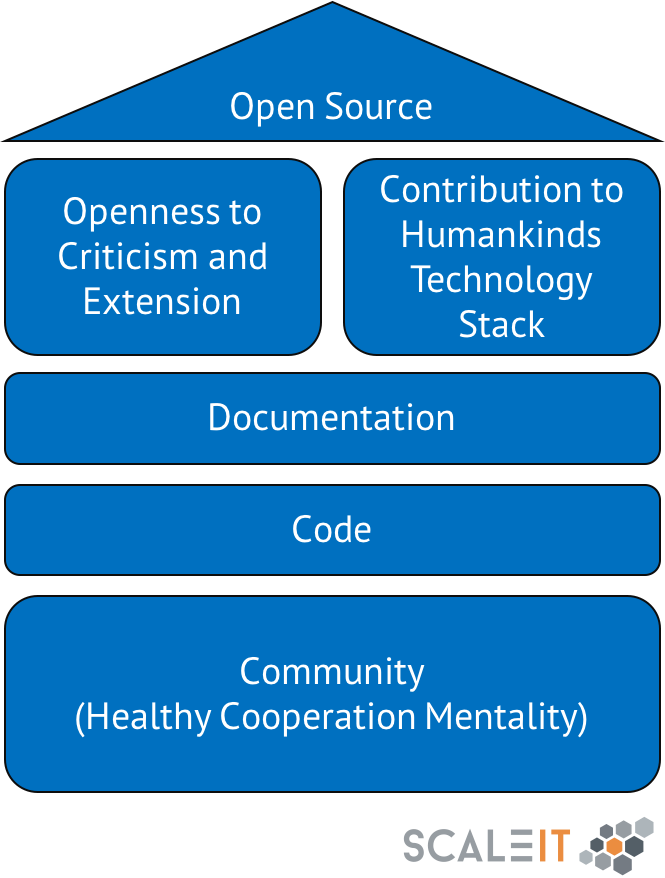 Open Source
Openness to
Criticism and
Extension
Contribution to
Humankinds
Technology
Stack
Documentation
Code
Community
(Healthy Cooperation Mentality)
SCALEIT